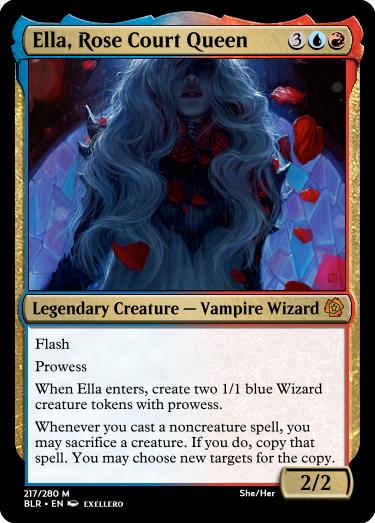 Ella, Rose Court Queen 3
Legendary Creature — Vampire Wizard
Flash
Prowess
When Ella enters, create two 1/1 blue Wizard
creature tokens with prowess.
Whenever you cast a noncreature spell, you
may sacrifice a creature. If you do, copy that
spell. You may choose new targets for the copy.
2/2
217/280 M She/Her
BLR • EN EXELLERO